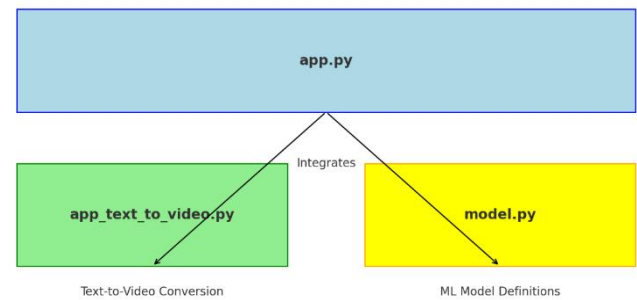 app.py
Integrates
app_text_to_video.py
model.py
Text-to-Video Conversion
ML Model Definitions